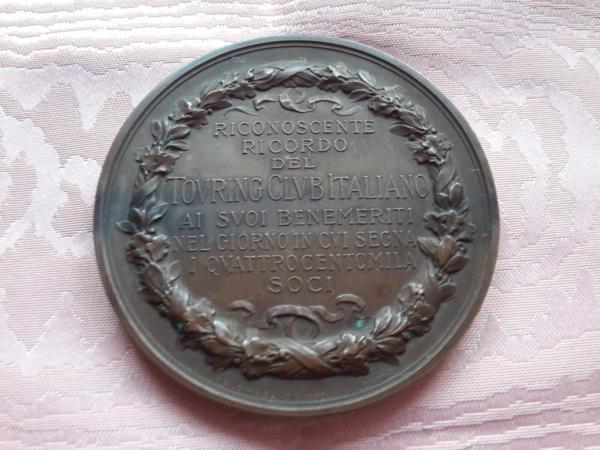 RICONOSCENTE
RICORDO
DEL
TOVRING CLVB ITALIANO
AI SVOI BENEMERITI
NEL GIORNO IN CVI SEGNA
I QVATTROCENTOMILA
SOCI